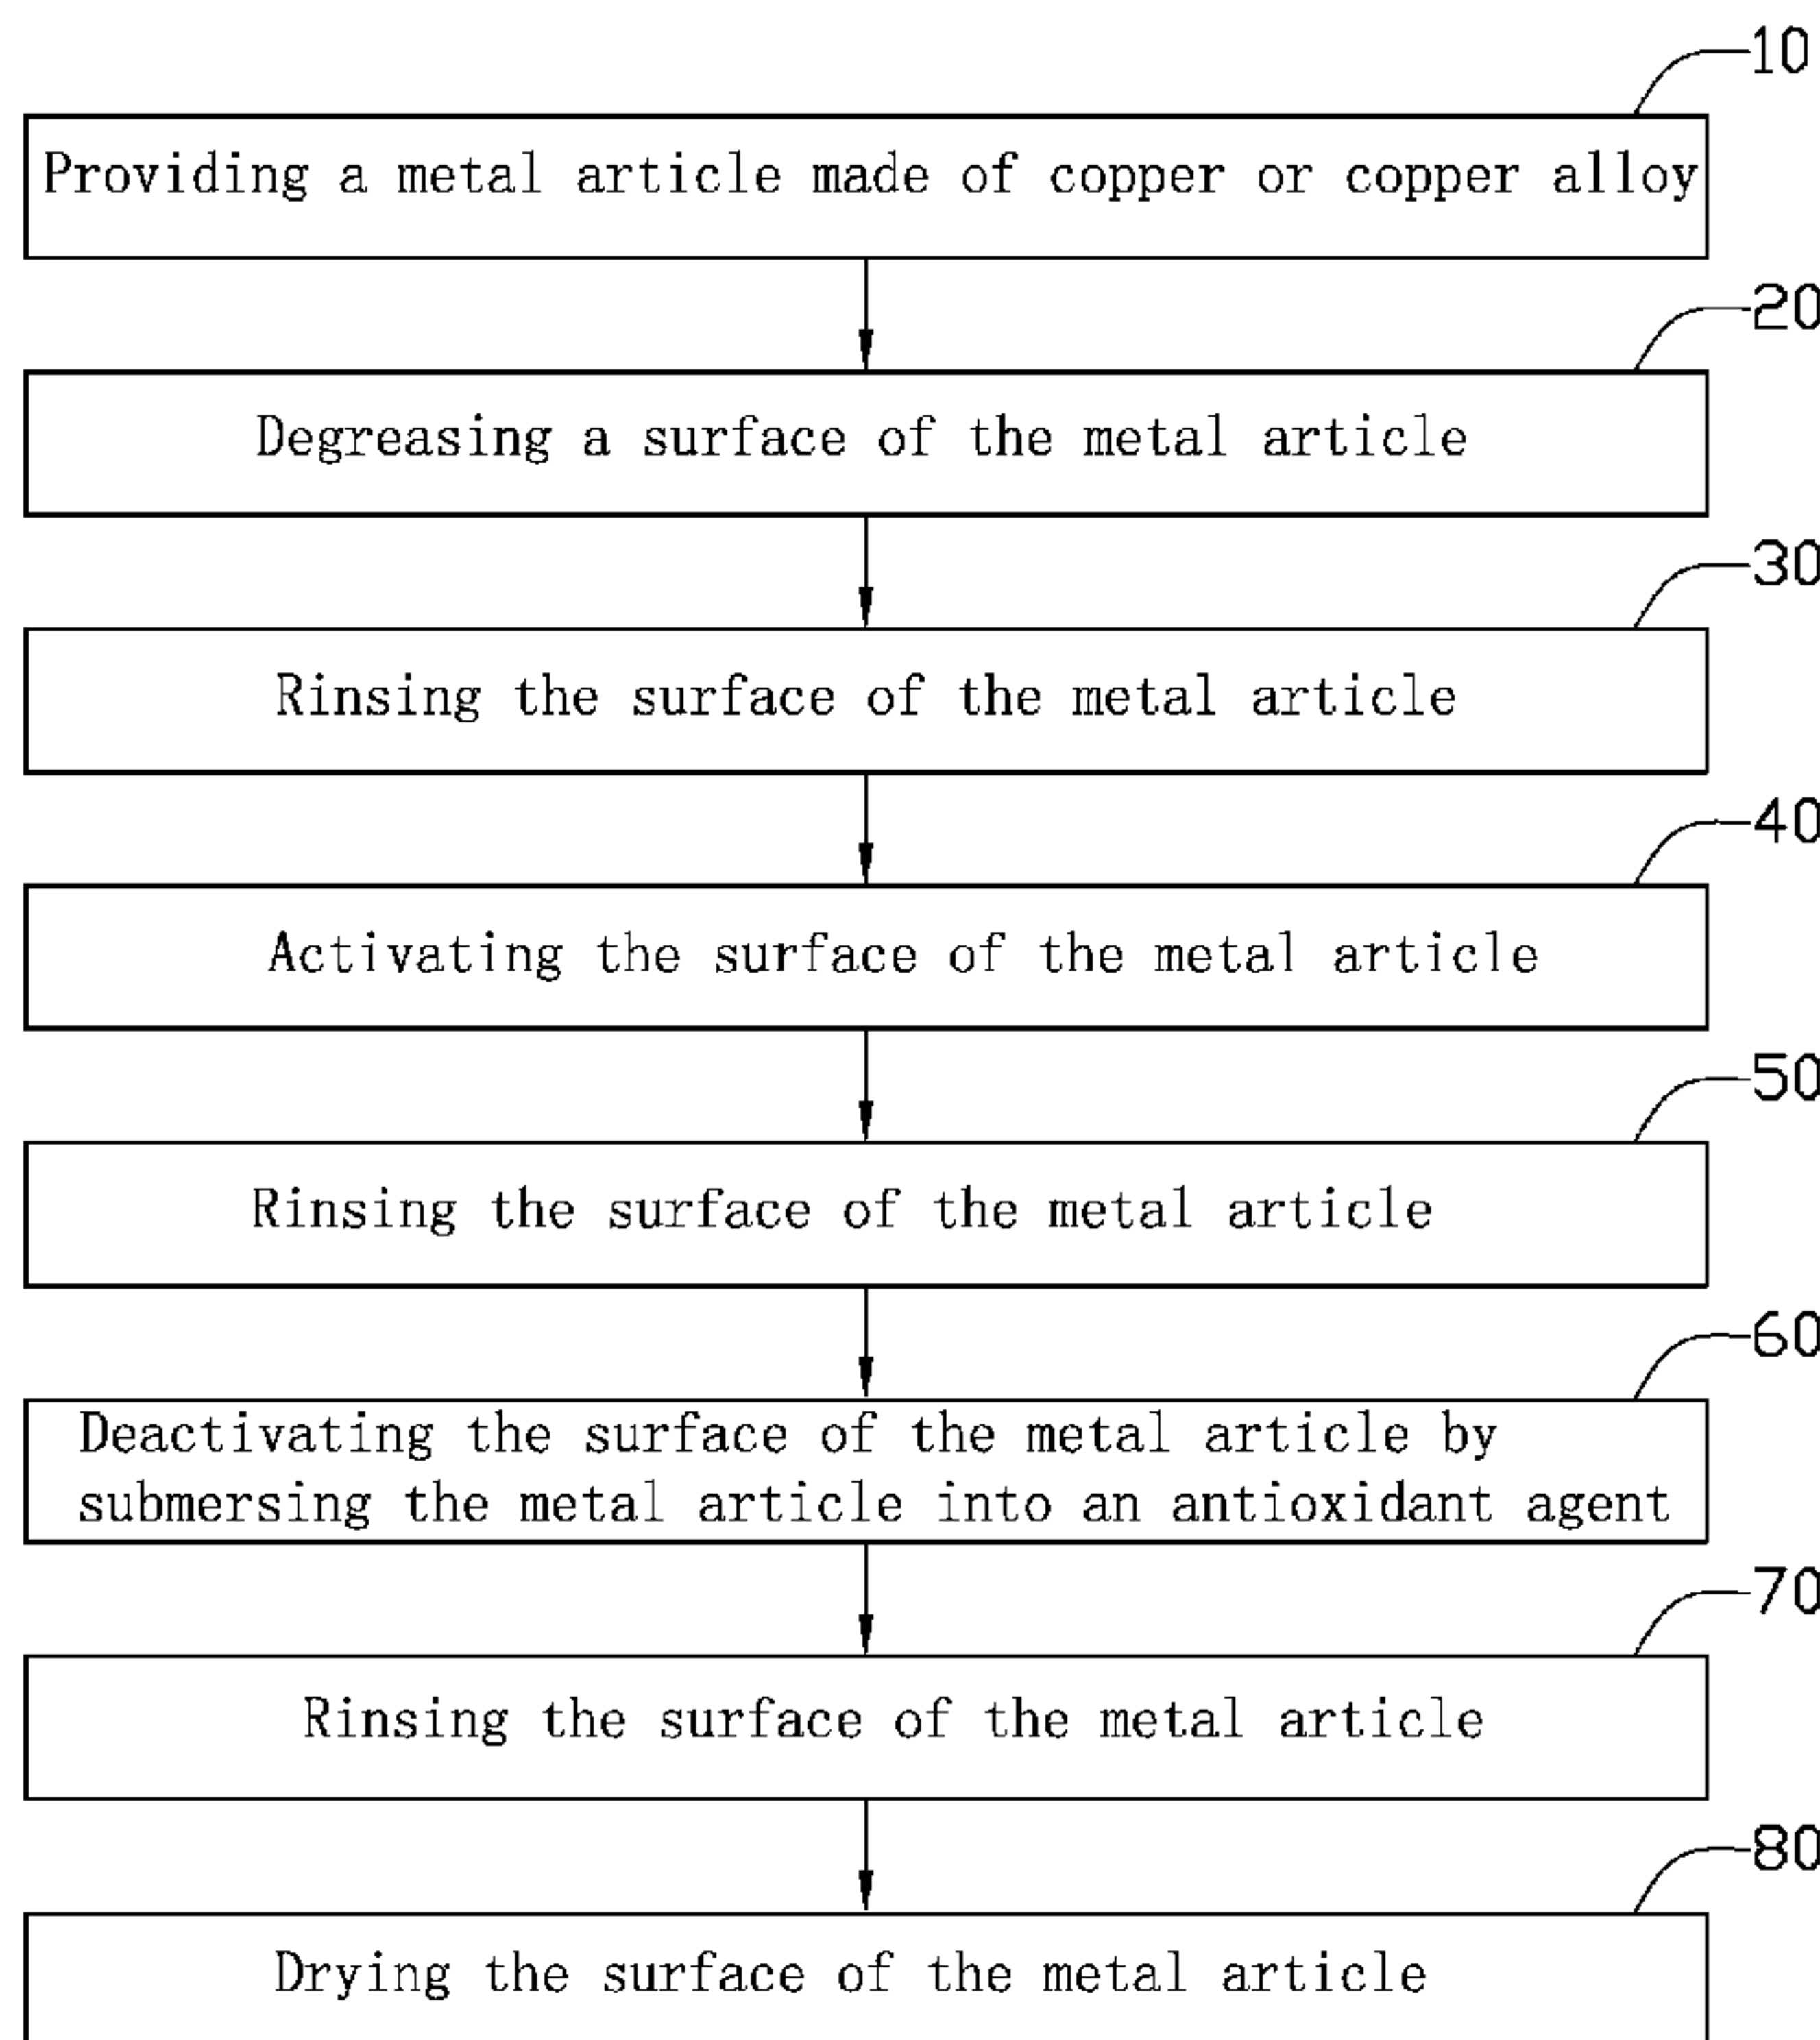 10
Providing a metal article made of copper or copper alloy
20
Degreasing a surface of the metal article
30
Rinsing the surface of the metal article
40
Activating the surface of the metal article
50
Rinsing the surface of the metal article
60
Deactivating the surface of the metal article by
submersing the metal article into an antioxidant agent
70
Rinsing the surface of the metal article
80
Drying the surface of the metal article